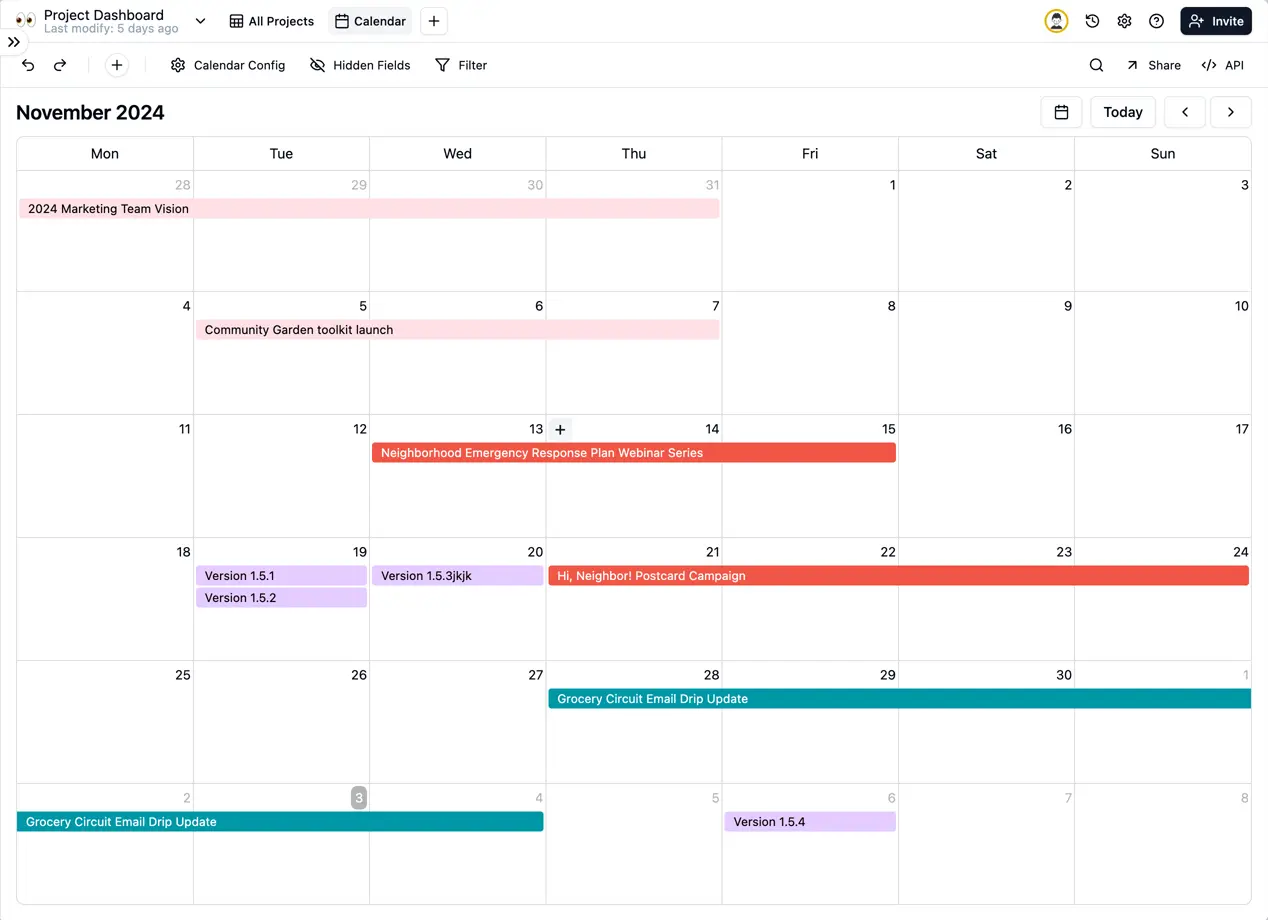 Project Dashboard
Last modify: 5 days ago
All Projects
Calendar
Invite
Calendar Config
Hidden Fields
Filter
Share
API
November 2024
Today
Mon Tue Wed Thu Fri Sat Sun
28 29 30 31 1 2 3
2024 Marketing Team Vision
4 5 6 7 8 9 10
Community Garden toolkit launch
11 12 13 14 15 16 17
Neighborhood Emergency Response Plan Webinar Series
18 19 20 21 22 23 24
Version 1.5.1 Version 1.5.3jkjk Hi, Neighbor! Postcard Campaign
Version 1.5.2
25 26 27 28 29 30 1
Grocery Circuit Email Drip Update
2 3 4 5 6 7 8
Grocery Circuit Email Drip Update Version 1.5.4